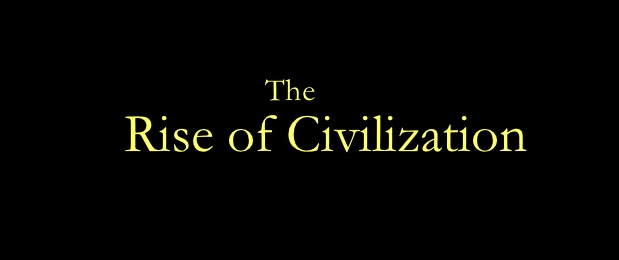 The
Rise of Civilization